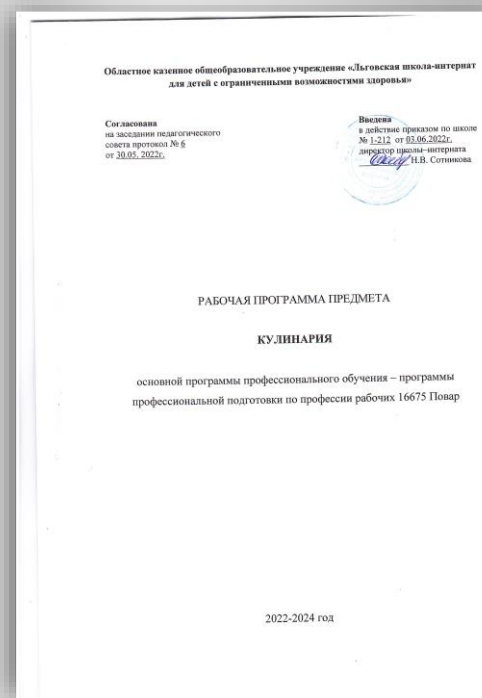 Областное казенное общеобразовательное учреждение «Льговская школа-интернат
для детей с ограниченными возможностями здоровья»
Согласована
на заседании педагогического
совета протокол № 6
от 30.05. 2022г.
Введена
в действие приказом по школе
№ 1-212 от 03.06.2022г.
директор школы–интерната
Н.В. Сотникова
РАБОЧАЯ ПРОГРАММА ПРЕДМЕТА
КУЛИНАРИЯ
основной программы профессионального обучения – программы
профессиональной подготовки по профессии рабочих 16675 Повар
2022-2024 год